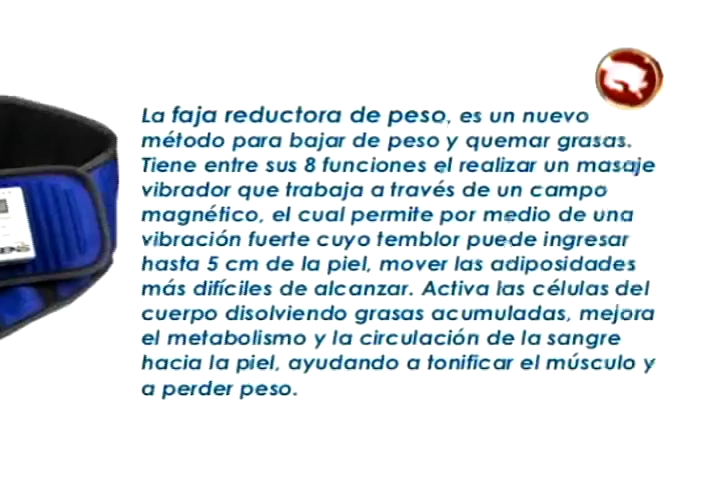 La faja reductora de peso, es un nuevo
método para bajar de peso y quemar grasas.
Tiene entre sus 8 funciones el realizar un masaje
vibrador que trabaja a través de un campo
magnético, el cual permite por medio de una
vibración fuerte cuyo temblor puede ingresar
hasta 5 cm de la piel, mover las adiposidades
más difíciles de alcanzar. Activa las células del
cuerpo disolviendo grasas acumuladas, mejora
el metabolismo y la circulación de la sangre
hacia la piel, ayudando a tonificar el músculo y
a perder peso.